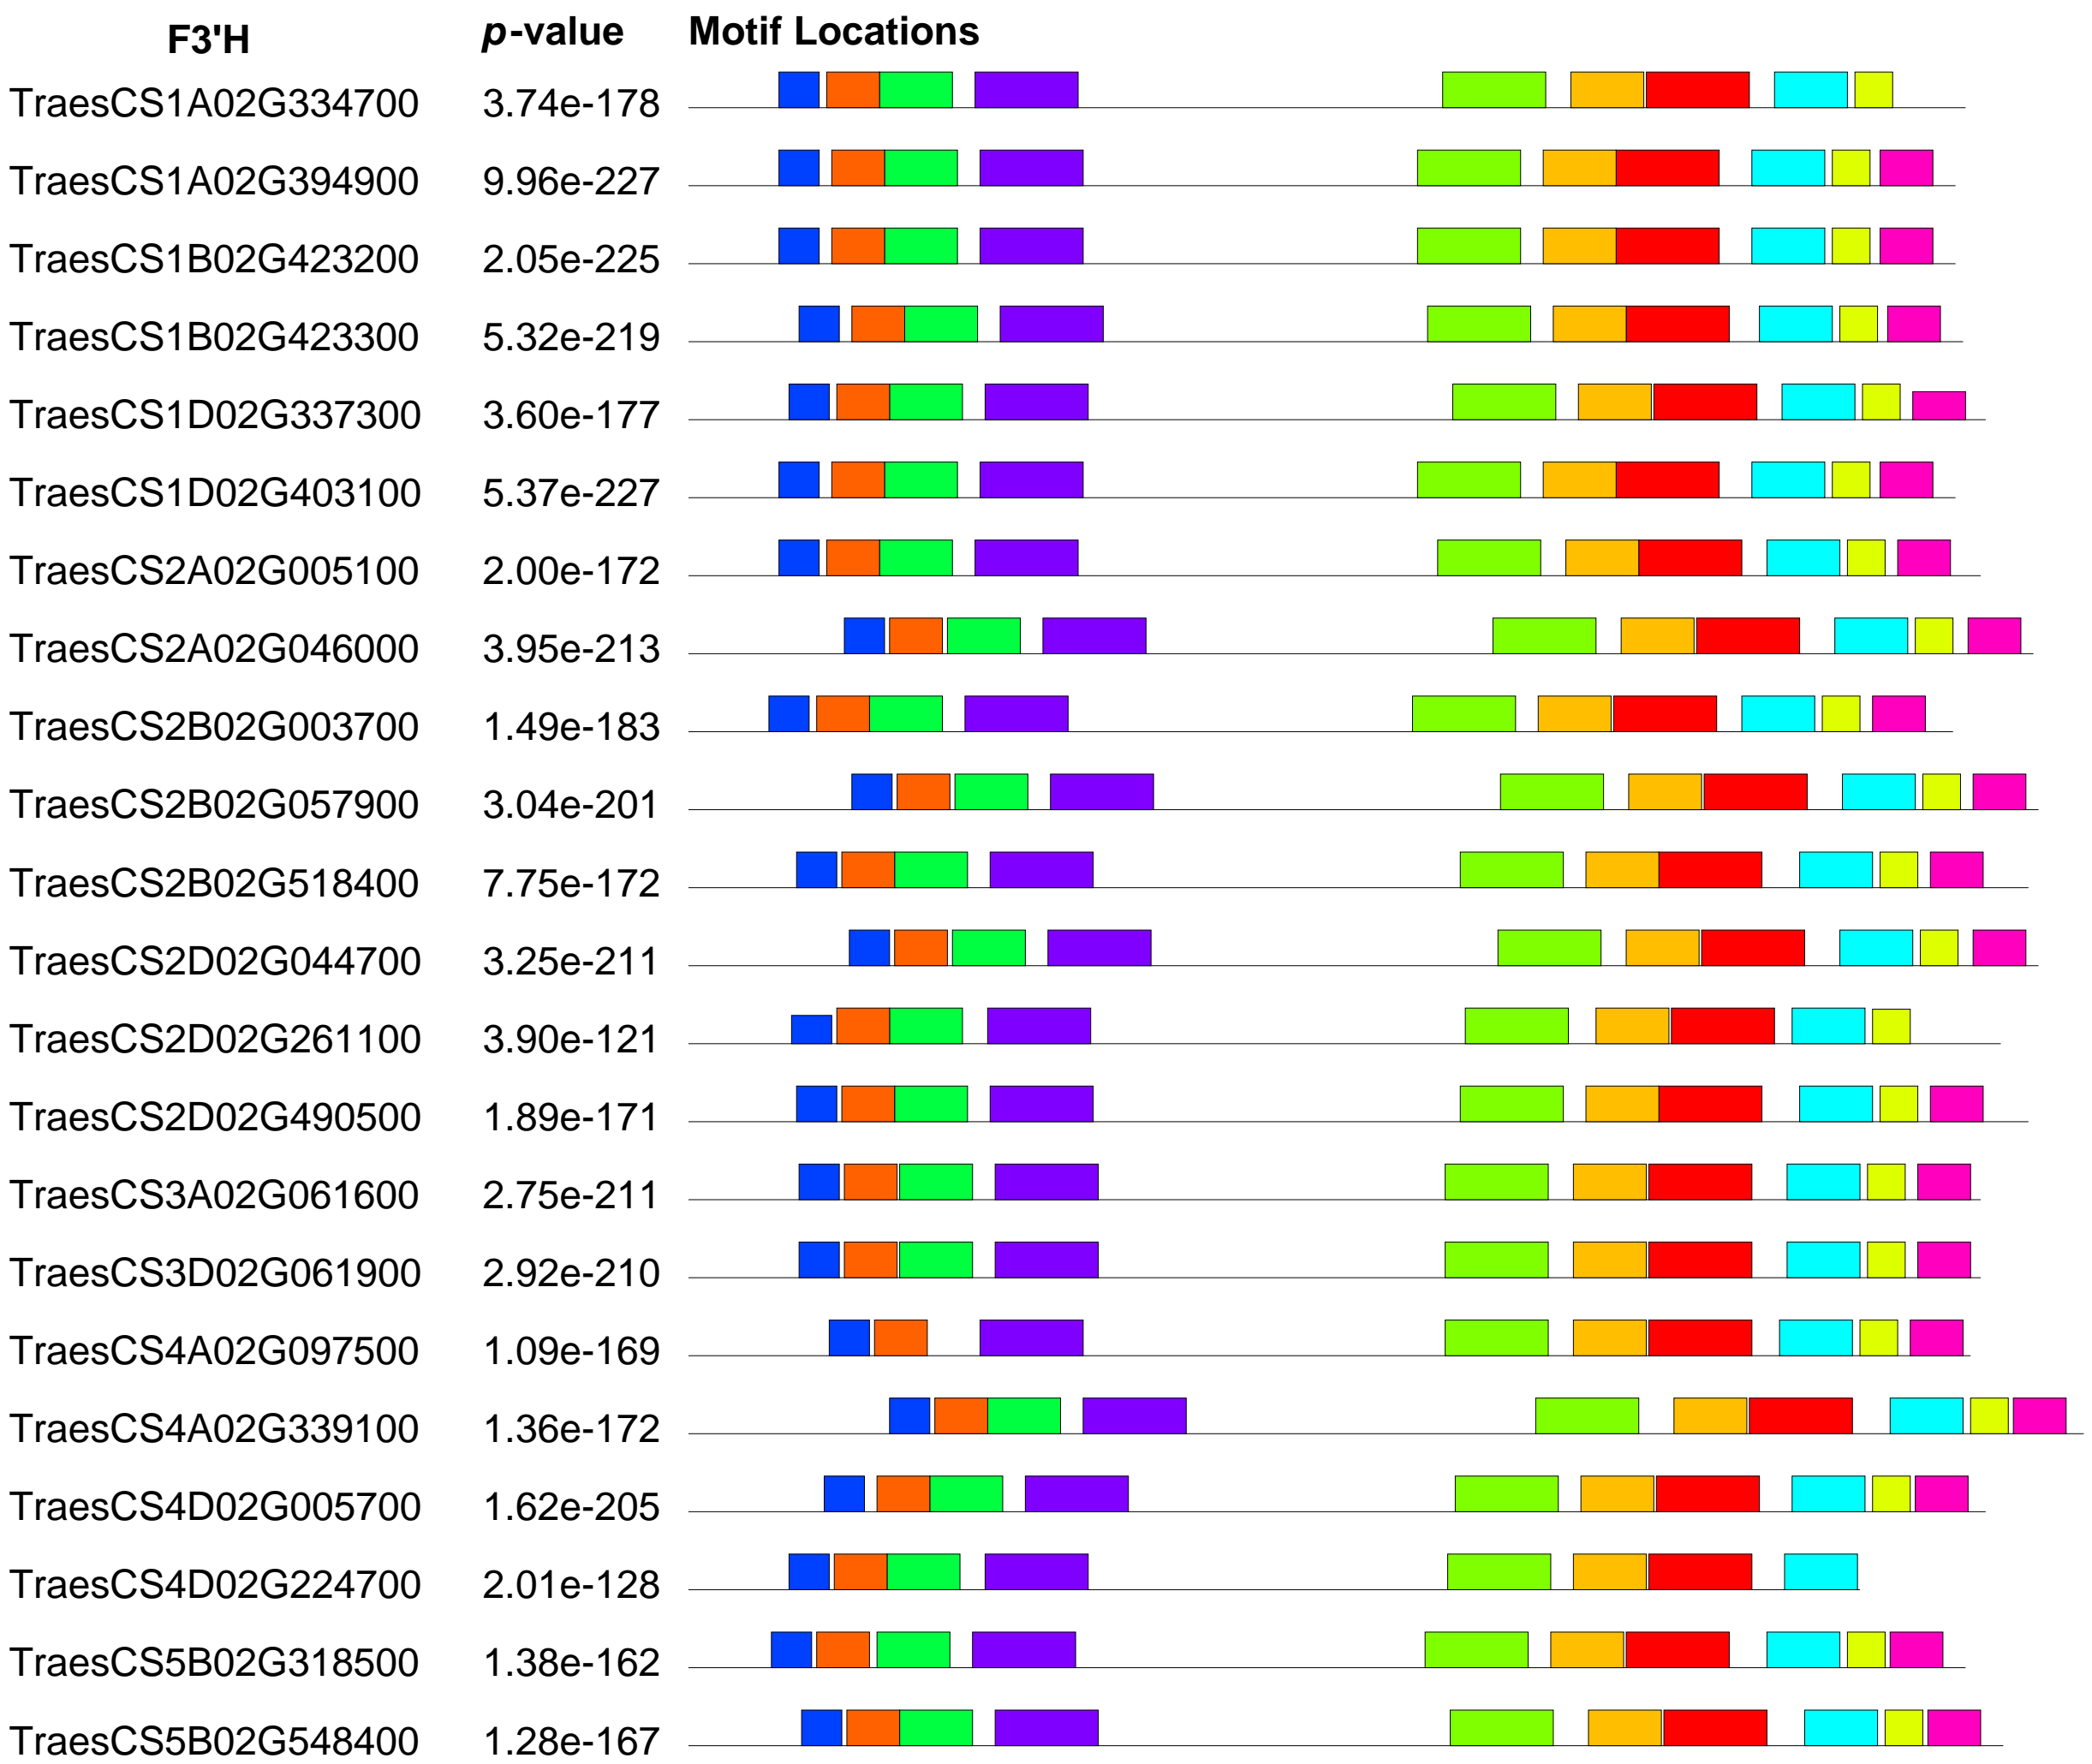 F3'H p-value Motif Locations
TraesCS1A02G334700 3.74e-178
TraesCS1A02G394900 9.96e-227
TraesCS1B02G423200 2.05e-225
TraesCS1B02G423300 5.32e-219
TraesCS1D02G337300 3.60e-177
TraesCS1D02G403100 5.37e-227
TraesCS2A02G005100 2.00e-172
TraesCS2A02G046000 3.95e-213
TraesCS2B02G003700 1.49e-183
TraesCS2B02G057900 3.04e-201
TraesCS2B02G518400 7.75e-172
TraesCS2D02G044700 3.25e-211
TraesCS2D02G261100 3.90e-121
TraesCS2D02G490500 1.89e-171
TraesCS3A02G061600 2.75e-211
TraesCS3D02G061900 2.92e-210
TraesCS4A02G097500 1.09e-169
TraesCS4A02G339100 1.36e-172
TraesCS4D02G005700 1.62e-205
TraesCS4D02G224700 2.01e-128
TraesCS5B02G318500 1.38e-162
TraesCS5B02G548400 1.28e-167